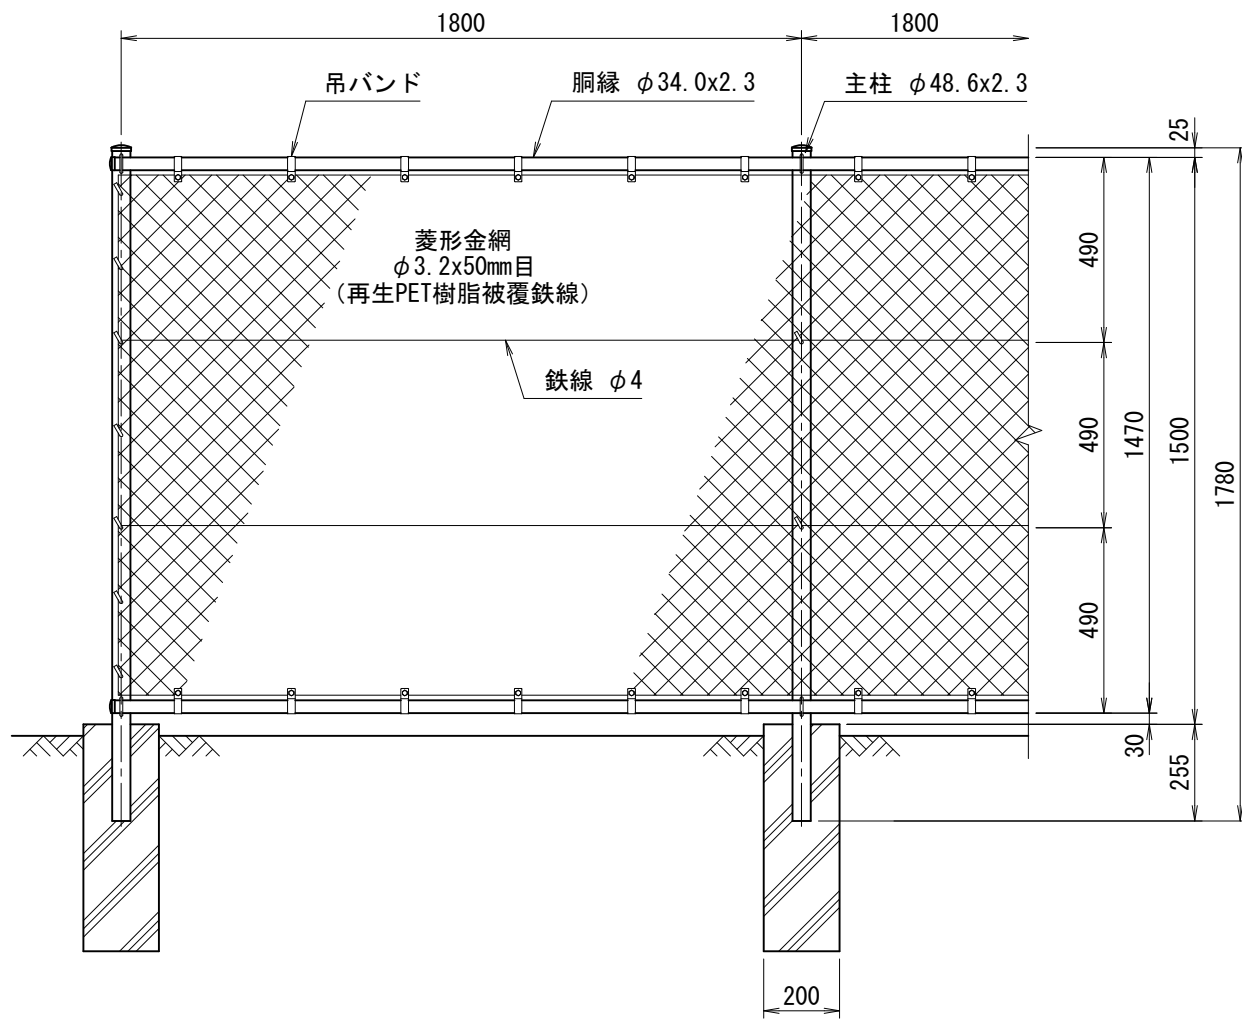 1800
1800
吊バンド
胴縁 φ34.0x2.3
主柱 φ48.6x2.3
25
菱形金網
φ3.2x50mm目
（再生PET樹脂被覆鉄線）
鉄線 φ4
490
490
490
1470
1500
1780
30
255
200